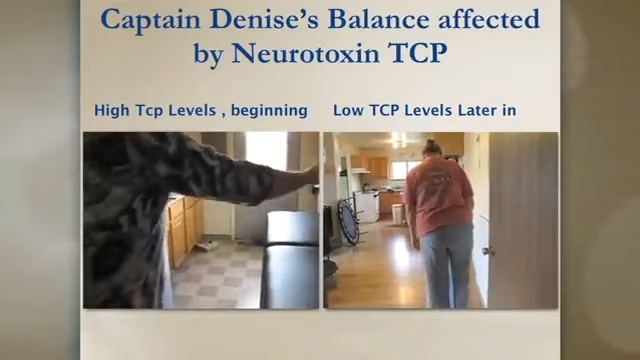 Captain Denise's Balance affected
by Neurotoxin TCP
High Tcp Levels , beginning
Low TCP Levels Later in